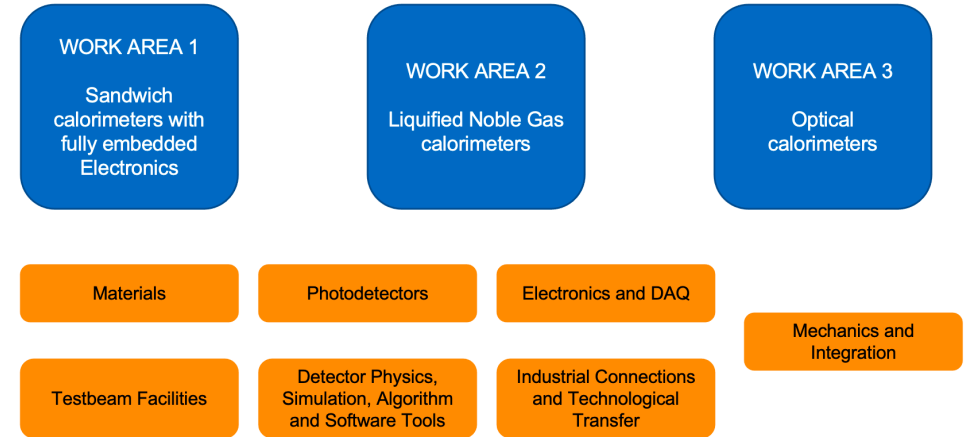 WORK AREA 1
Sandwich
calorimeters with
fully embedded
Electronics
WORK AREA 2
Liquified Noble Gas
calorimeters
WORK AREA 3
Optical
calorimeters
Materials
Photodetectors
Electronics and DAQ
Mechanics and
Integration
Testbeam Facilities
Detector Physics,
Simulation, Algorithm
and Software Tools
Industrial Connections
and Technological
Transfer